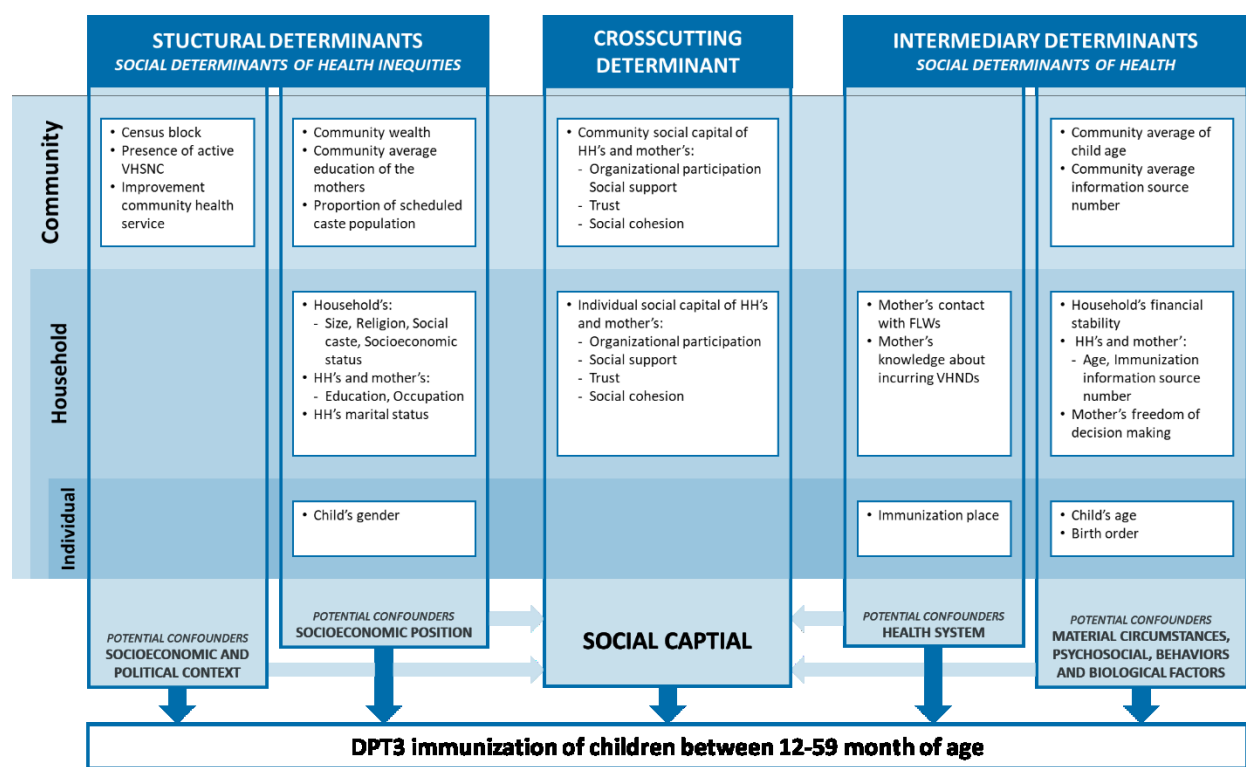 STUCTURAL DETERMINANTS
SOCIAL DETERMINANTS OF HEALTH INEQUITIES
CROSSCUTTING
DETERMINANT
INTERMEDIARY DETERMINANTS
SOCIAL DETERMINANTS OF HEALTH
Community
• Census block
• Presence of active
VHSNC
• Improvement
community health
service
• Community wealth
• Community average
education of the
mothers
• Proportion of scheduled
caste population
• Community social capital of
HH's and mother's:
- Organizational participation
Social support
- Trust
- Social cohesion
• Community average of
child age
• Community average
information source
number
Household
• Household's:
- Size, Religion, Social
caste, Socioeconomic
status
• HH's and mother's:
- Education, Occupation
• HH's marital status
• Individual social capital of HH's
and mother's:
- Organizational participation
- Social support
- Trust
- Social cohesion
• Mother's contact
with FLWs
• Mother's
knowledge about
incurring VHNDs
• Household's financial
stability
• HH's and mother':
- Age, Immunization
information source
number
• Mother's freedom of
decision making
Individual
• Child's gender
• Immunization place
• Child's age
• Birth order
POTENTIAL CONFOUNDERS
SOCIOECONOMIC AND
POLITICAL CONTEXT
POTENTIAL CONFOUNDERS
SOCIOECONOMIC POSITION
SOCIAL CAPTIAL
POTENTIAL CONFOUNDERS
HEALTH SYSTEM
POTENTIAL CONFOUNDERS
MATERIAL CIRCUMSTANCES,
PSYCHOSOCIAL, BEHAVIORS
AND BIOLOGICAL FACTORS
DPT3 immunization of children between 12-59 month of age